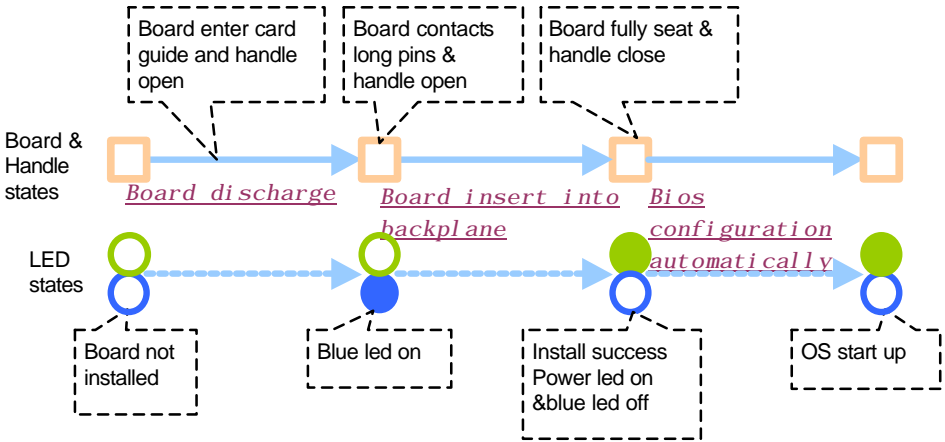 Board enter card
guide and handle
open
Board contacts
long pins &
handle open
Board fully seat &
handle close
Board &
Handle
states
Board discharge
Board insert into
backplane
Bios
configuration
automatically
LED
states
Board not
installed
Blue led on
Install success
Power led on
&blue led off
OS start up